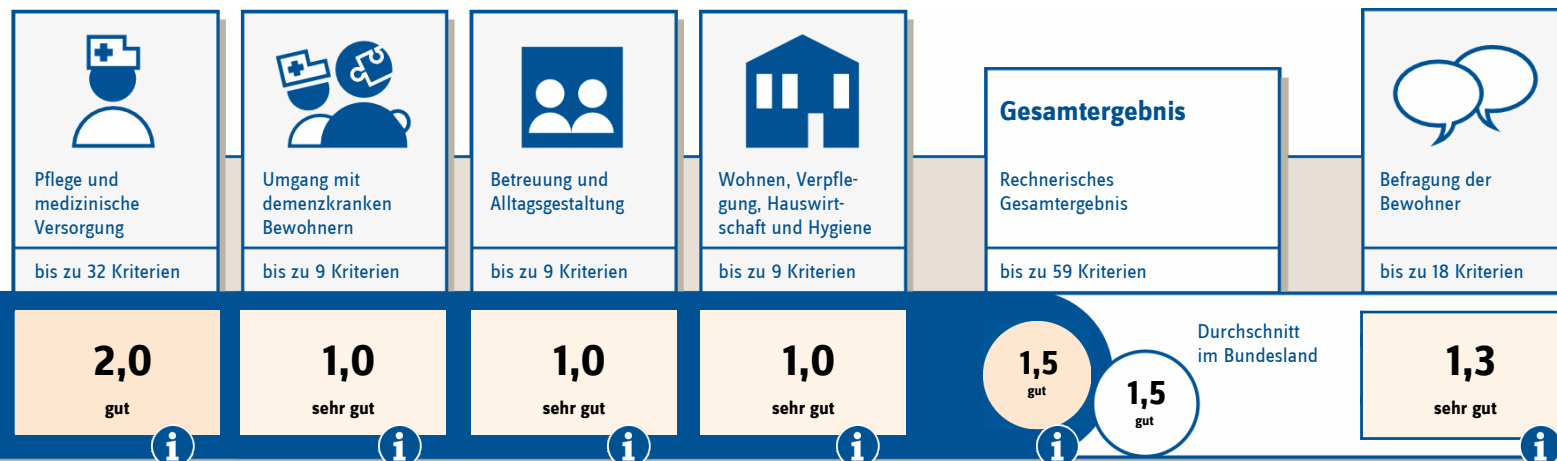 Pflege und
medizinische
Versorgung
bis zu 32 Kriterien
2,0
gut
i
Umgang mit
demenzkranken
Bewohnern
bis zu 9 Kriterien
1,0
sehr gut
i
Betreuung und
Alltagsgestaltung
bis zu 9 Kriterien
1,0
sehr gut
i
Wohnen, Verpfle-
gung, Hauswirt-
schaft und Hygiene
bis zu 9 Kriterien
1,0
sehr gut
i
Gesamtergebnis
Rechnerisches
Gesamtergebnis
bis zu 59 Kriterien
1,5
gut
i
Durchschnitt
im Bundesland
1,5
gut
Befragung der
Bewohner
bis zu 18 Kriterien
1,3
sehr gut
i